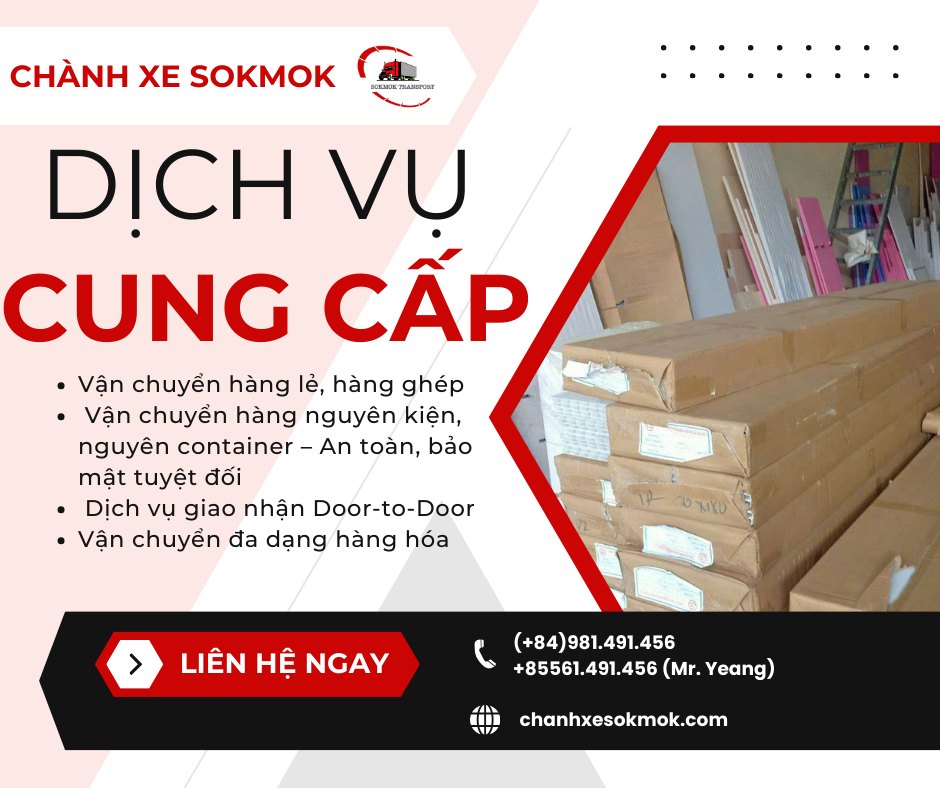 CHÀNH XE SOKMOK
SOKMOK TRANSPORT
DỊCH VỤ
CUNG CẤP
• Vận chuyển hàng lẻ, hàng ghép
• Vận chuyển hàng nguyên kiện,
nguyên container – An toàn, bảo
mật tuyệt đối
• Dịch vụ giao nhận Door-to-Door
• Vận chuyển đa dạng hàng hóa
LIÊN HỆ NGAY
(+84)981.491.456
+85561.491.456 (Mr. Yeang)
chanhxesokmok.com